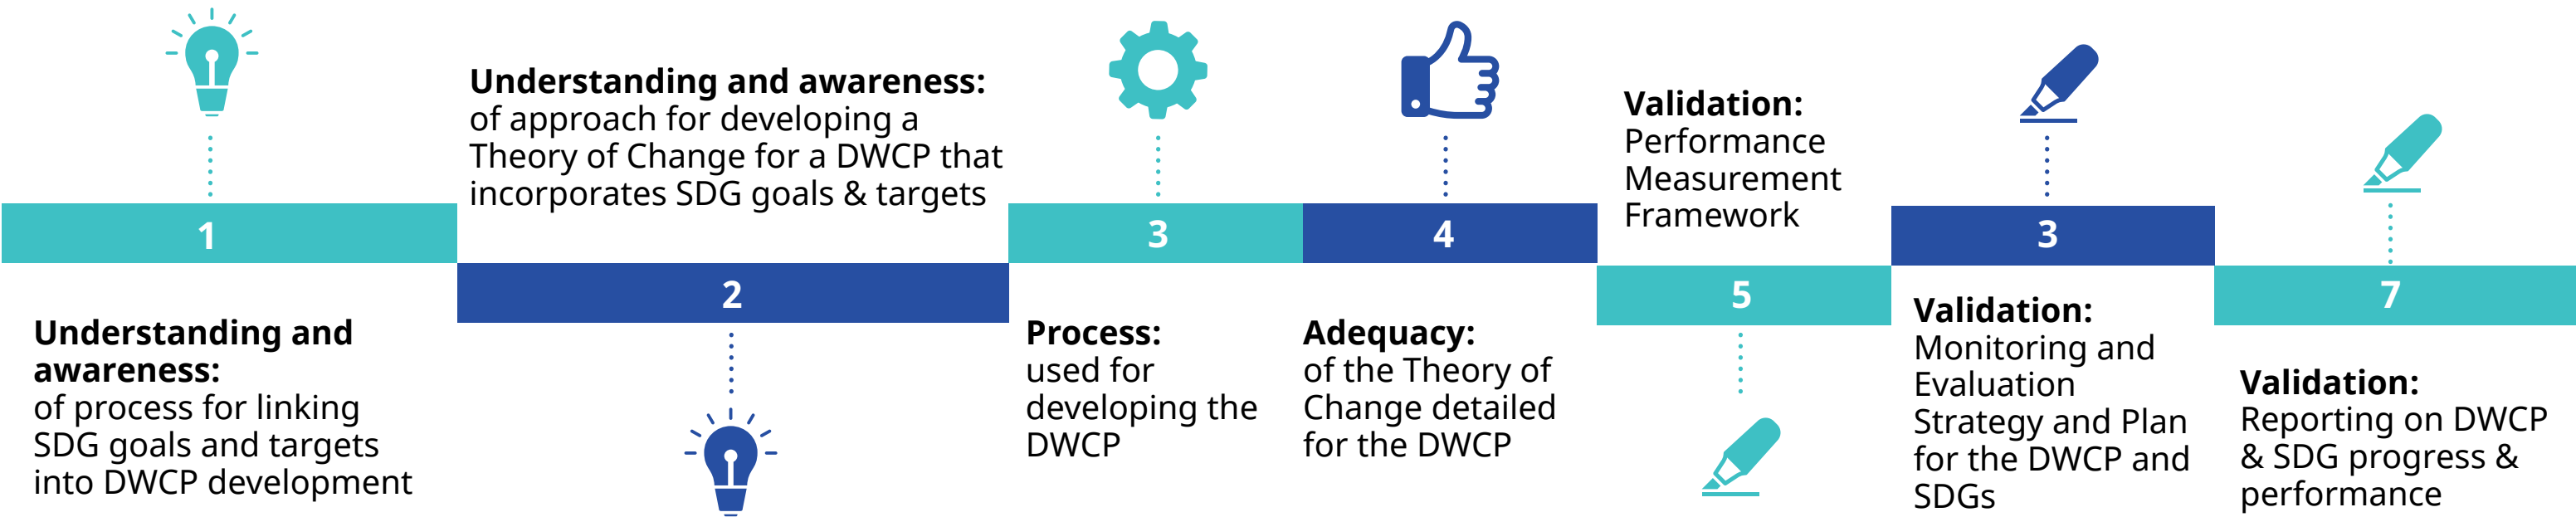 1
Understanding and
awareness:
of process for linking
SDG goals and targets
into DWCP development
Understanding and awareness:
of approach for developing a
Theory of Change for a DWCP that
incorporates SDG goals & targets
2
3
Process:
used for
developing the
DWCP
4
Adequacy:
of the Theory of
Change detailed
for the DWCP
Validation:
Performance
Measurement
Framework
5
3
Validation:
Monitoring and
Evaluation
Strategy and Plan
for the DWCP and
SDGs
7
Validation:
Reporting on DWCP
& SDG progress &
performance